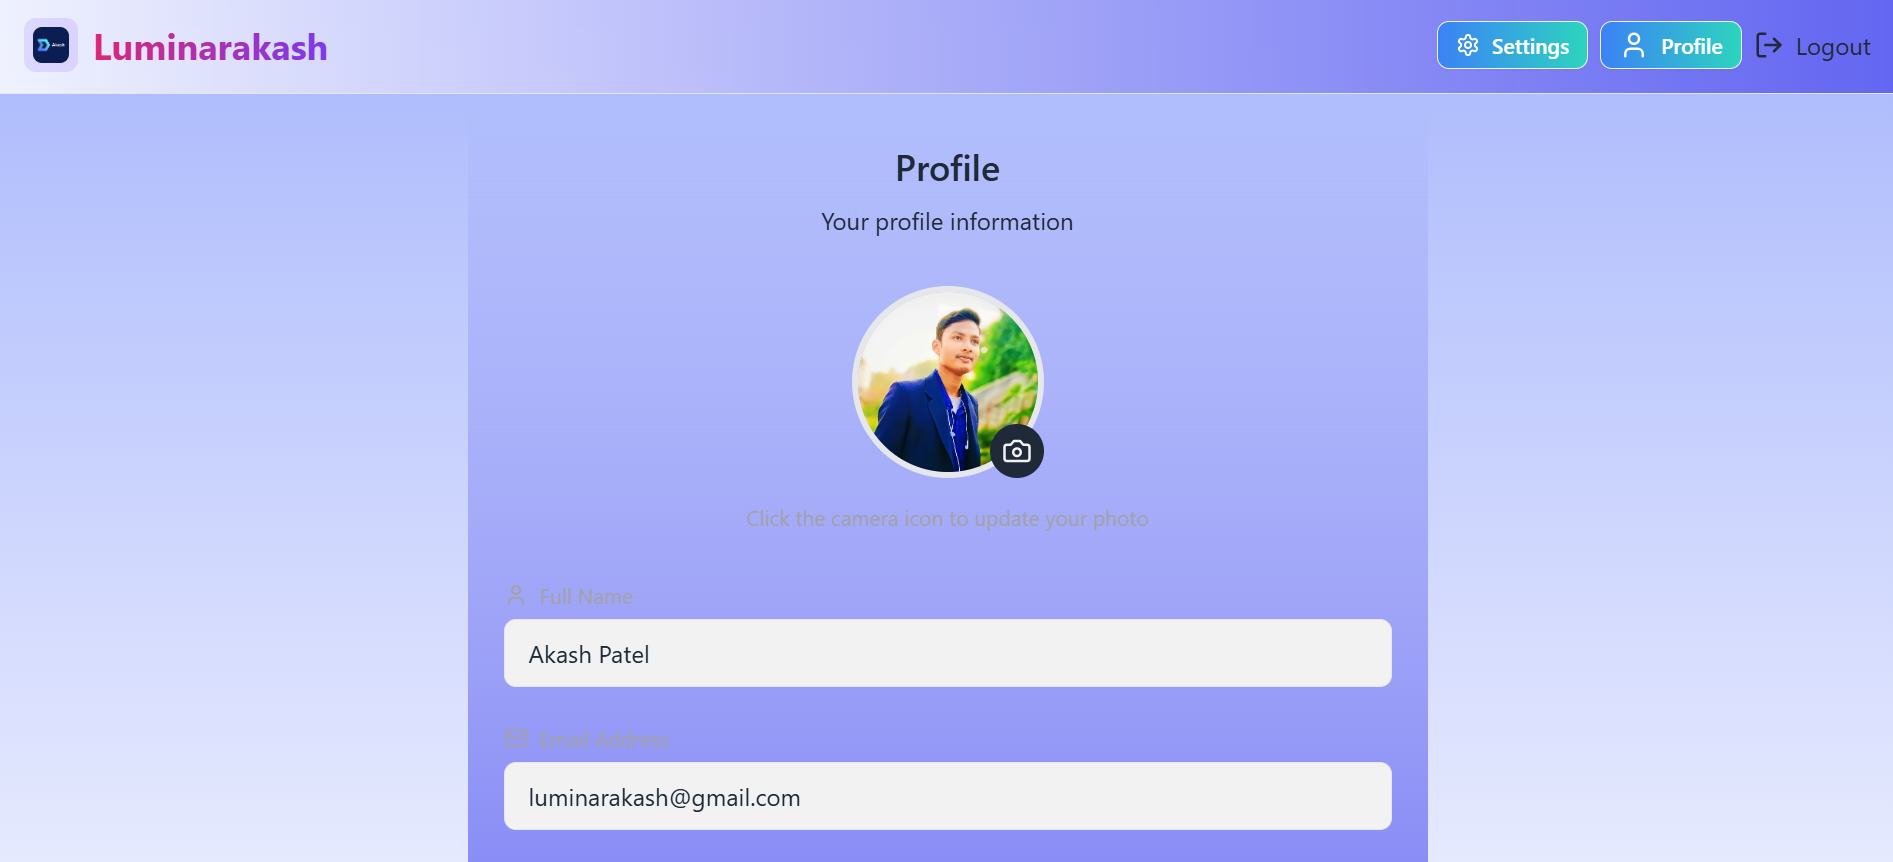 Akash
Luminarakash
Settings
Profile
Logout
Profile
Your profile information
Click the camera icon to update your photo
Full Name
Akash Patel
Email Address
luminarakash@gmail.com